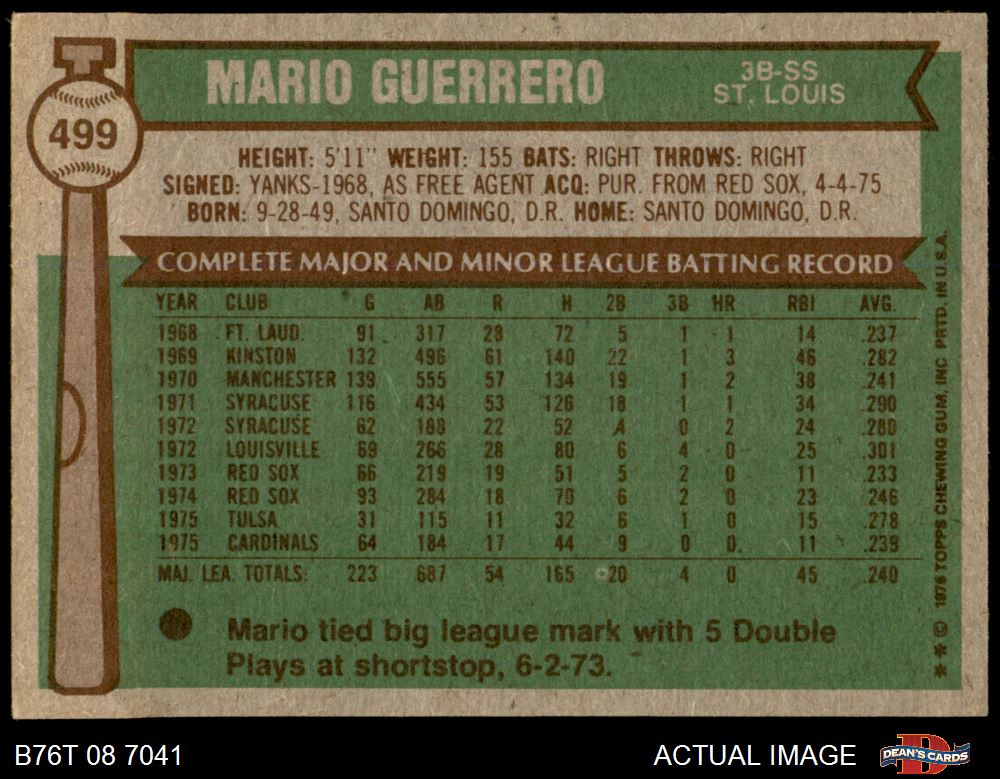 MARIO GUERRERO
3B-SS
ST. LOUIS
499
HEIGHT: 5'11" WEIGHT: 155 BATS: RIGHT THROWS: RIGHT
SIGNED: YANKS-1968, AS FREE AGENT ACQ: PUR. FROM RED SOX, 4-4-75
BORN: 9-28-49, SANTO DOMINGO, D.R. HOME: SANTO DOMINGO, D.R.
COMPLETE MAJOR AND MINOR LEAGUE BATTING RECORD
YEAR CLUB G AB R H 2B 3B HR RBI AVG.
1968 FT. LAUD. 91 317 28 72 5 1 1 14 .237
1969 KINSTON 132 496 61 140 22 1 3 46 .282
1970 MANCHESTER 139 555 57 134 19 1 2 38 .241
1971 SYRACUSE 116 434 53 126 18 1 1 34 .290
1972 SYRACUSE 62 188 22 52 4 0 2 24 .280
1972 LOUISVILLE 69 266 28 80 6 4 0 25 .301
1973 RED SOX 66 219 19 51 5 2 0 11 .233
1974 RED SOX 93 284 18 70 6 2 0 23 .246
1975 TULSA 31 115 11 32 6 1 0 15 .278
1975 CARDINALS 64 184 17 44 9 0 0 11 .239
MAJ. LEA. TOTALS: 223 687 54 165 20 4 0 45 .240
Mario tied big league mark with 5 Double
Plays at shortstop, 6-2-73.
*** © 1976 TOPPS CHEWING GUM, INC PRTD. IN U.S.A.
B76T 08 7041
ACTUAL IMAGE
DEAN'S CARDS